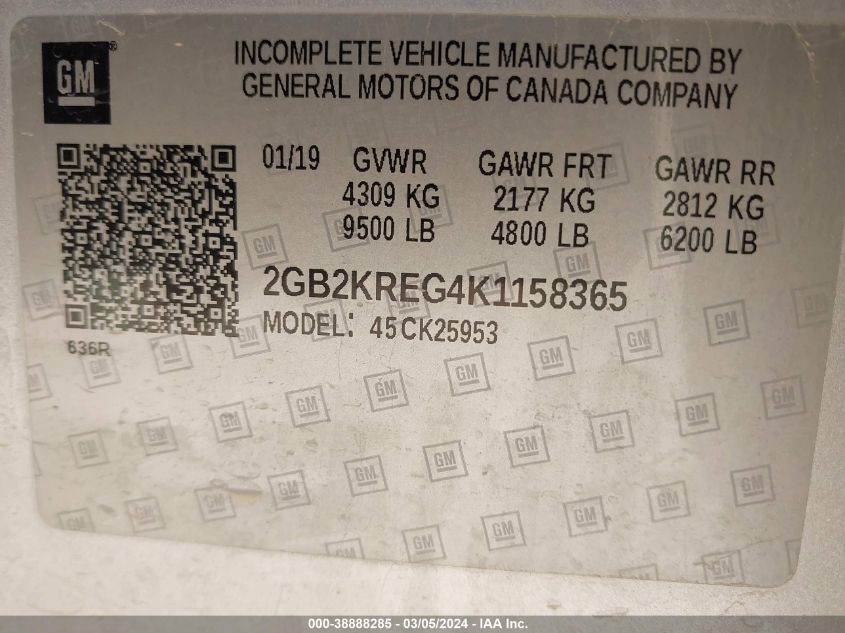 GM®
INCOMPLETE VEHICLE MANUFACTURED BY
GENERAL MOTORS OF CANADA COMPANY
01/19 GVWR GAWR FRT GAWR RR
4309 KG 2177 KG 2812 KG
9500 LB 4800 LB 6200 LB
2GB2KREG4K1158365
MODEL: 45CK25953
636R
000-38888285 - 03/05/2024 - IAA Inc.